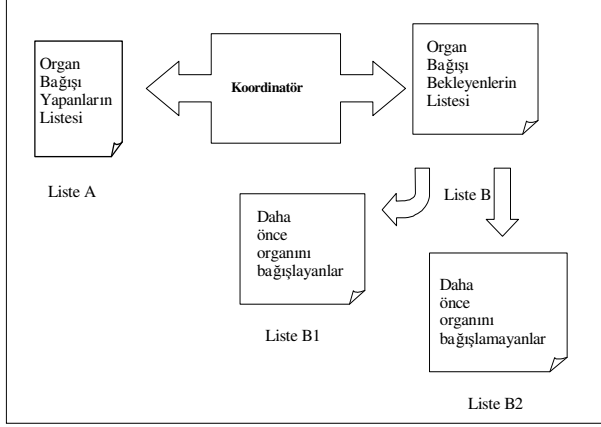 Organ
Bağışı
Yapanların
Listesi
Liste A
Koordinatör
Organ
Bağışı
Bekleyenlerin
Listesi
Liste B
Daha
önce
organını
bağışlayanlar
Liste B1
Daha
önce
organını
bağışlamayanlar
Liste B2